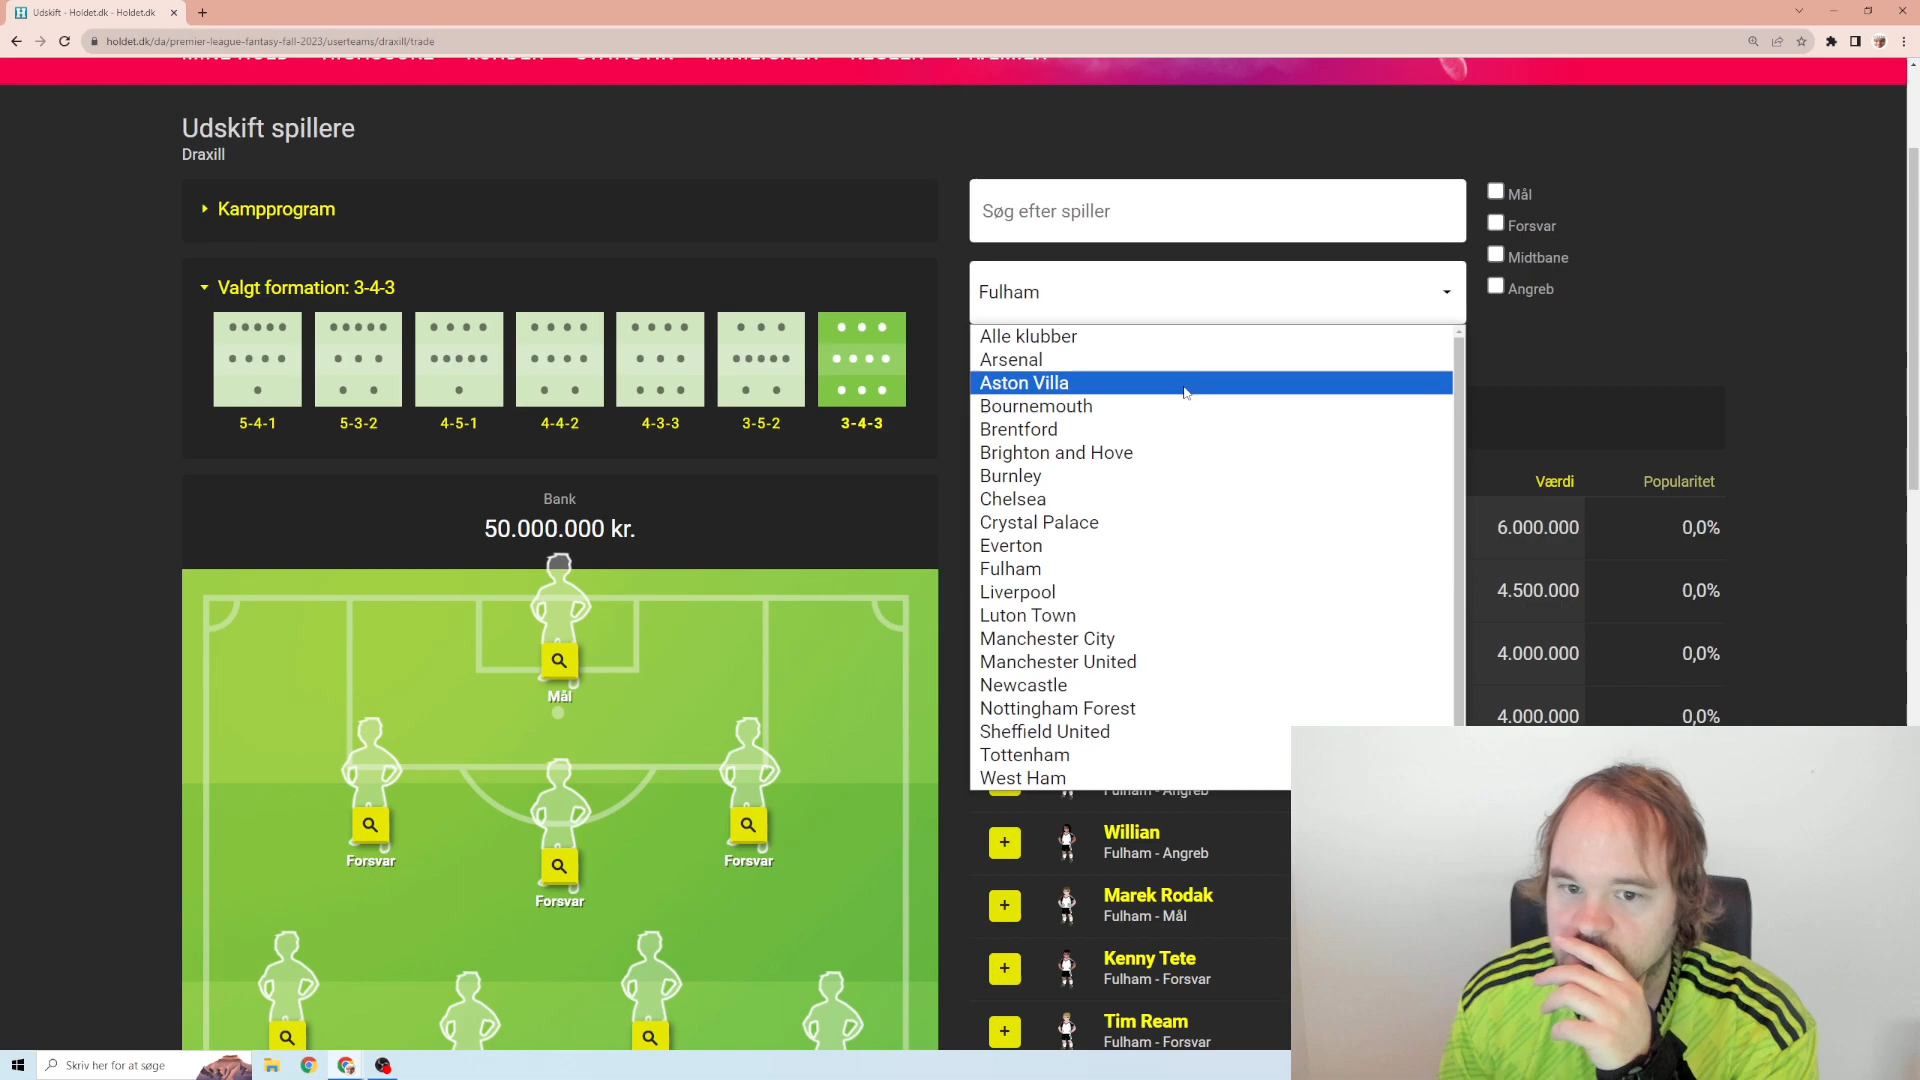 Udskift - Holdet.dk - Holdet.dk
holdet.dk/da/premier-league-fantasy-fall-2023/userteams/draxill/trade
Udskift spillere
Draxill
Kampprogram
Valgt formation: 3-4-3
5-4-1
5-3-2
4-5-1
4-4-2
4-3-3
3-5-2
3-4-3
Bank
50.000.000 kr.
Mål
Forsvar
Forsvar
Forsvar
Søg efter spiller
Mål
Forsvar
Midtbane
Angreb
Fulham
Alle klubber
Arsenal
Aston Villa
Bournemouth
Brentford
Brighton and Hove
Burnley
Chelsea
Crystal Palace
Everton
Fulham
Liverpool
Luton Town
Manchester City
Manchester United
Newcastle
Nottingham Forest
Sheffield United
Tottenham
West Ham
Værdi
Popularitet
6.000.000
0,0%
4.500.000
0,0%
4.000.000
0,0%
4.000.000
0,0%
Fulham - Angreb
Willian
Fulham - Angreb
Marek Rodak
Fulham - Mål
Kenny Tete
Fulham - Forsvar
Tim Ream
Fulham - Forsvar
Skriv her for at søge